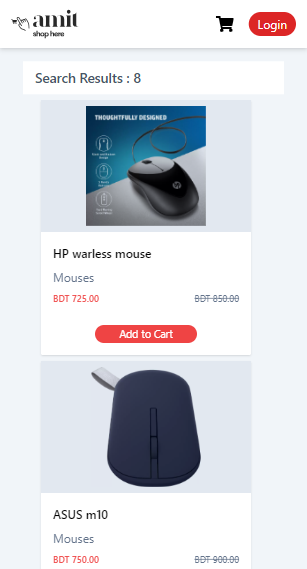 amit
shop here
Login
Search Results : 8
THOUGHTFULLY DESIGNED
HP warless mouse
Mouses
BDT 725.00 BDT 850.00
Add to Cart
ASUS m10
Mouses
BDT 750.00 BDT 900.00